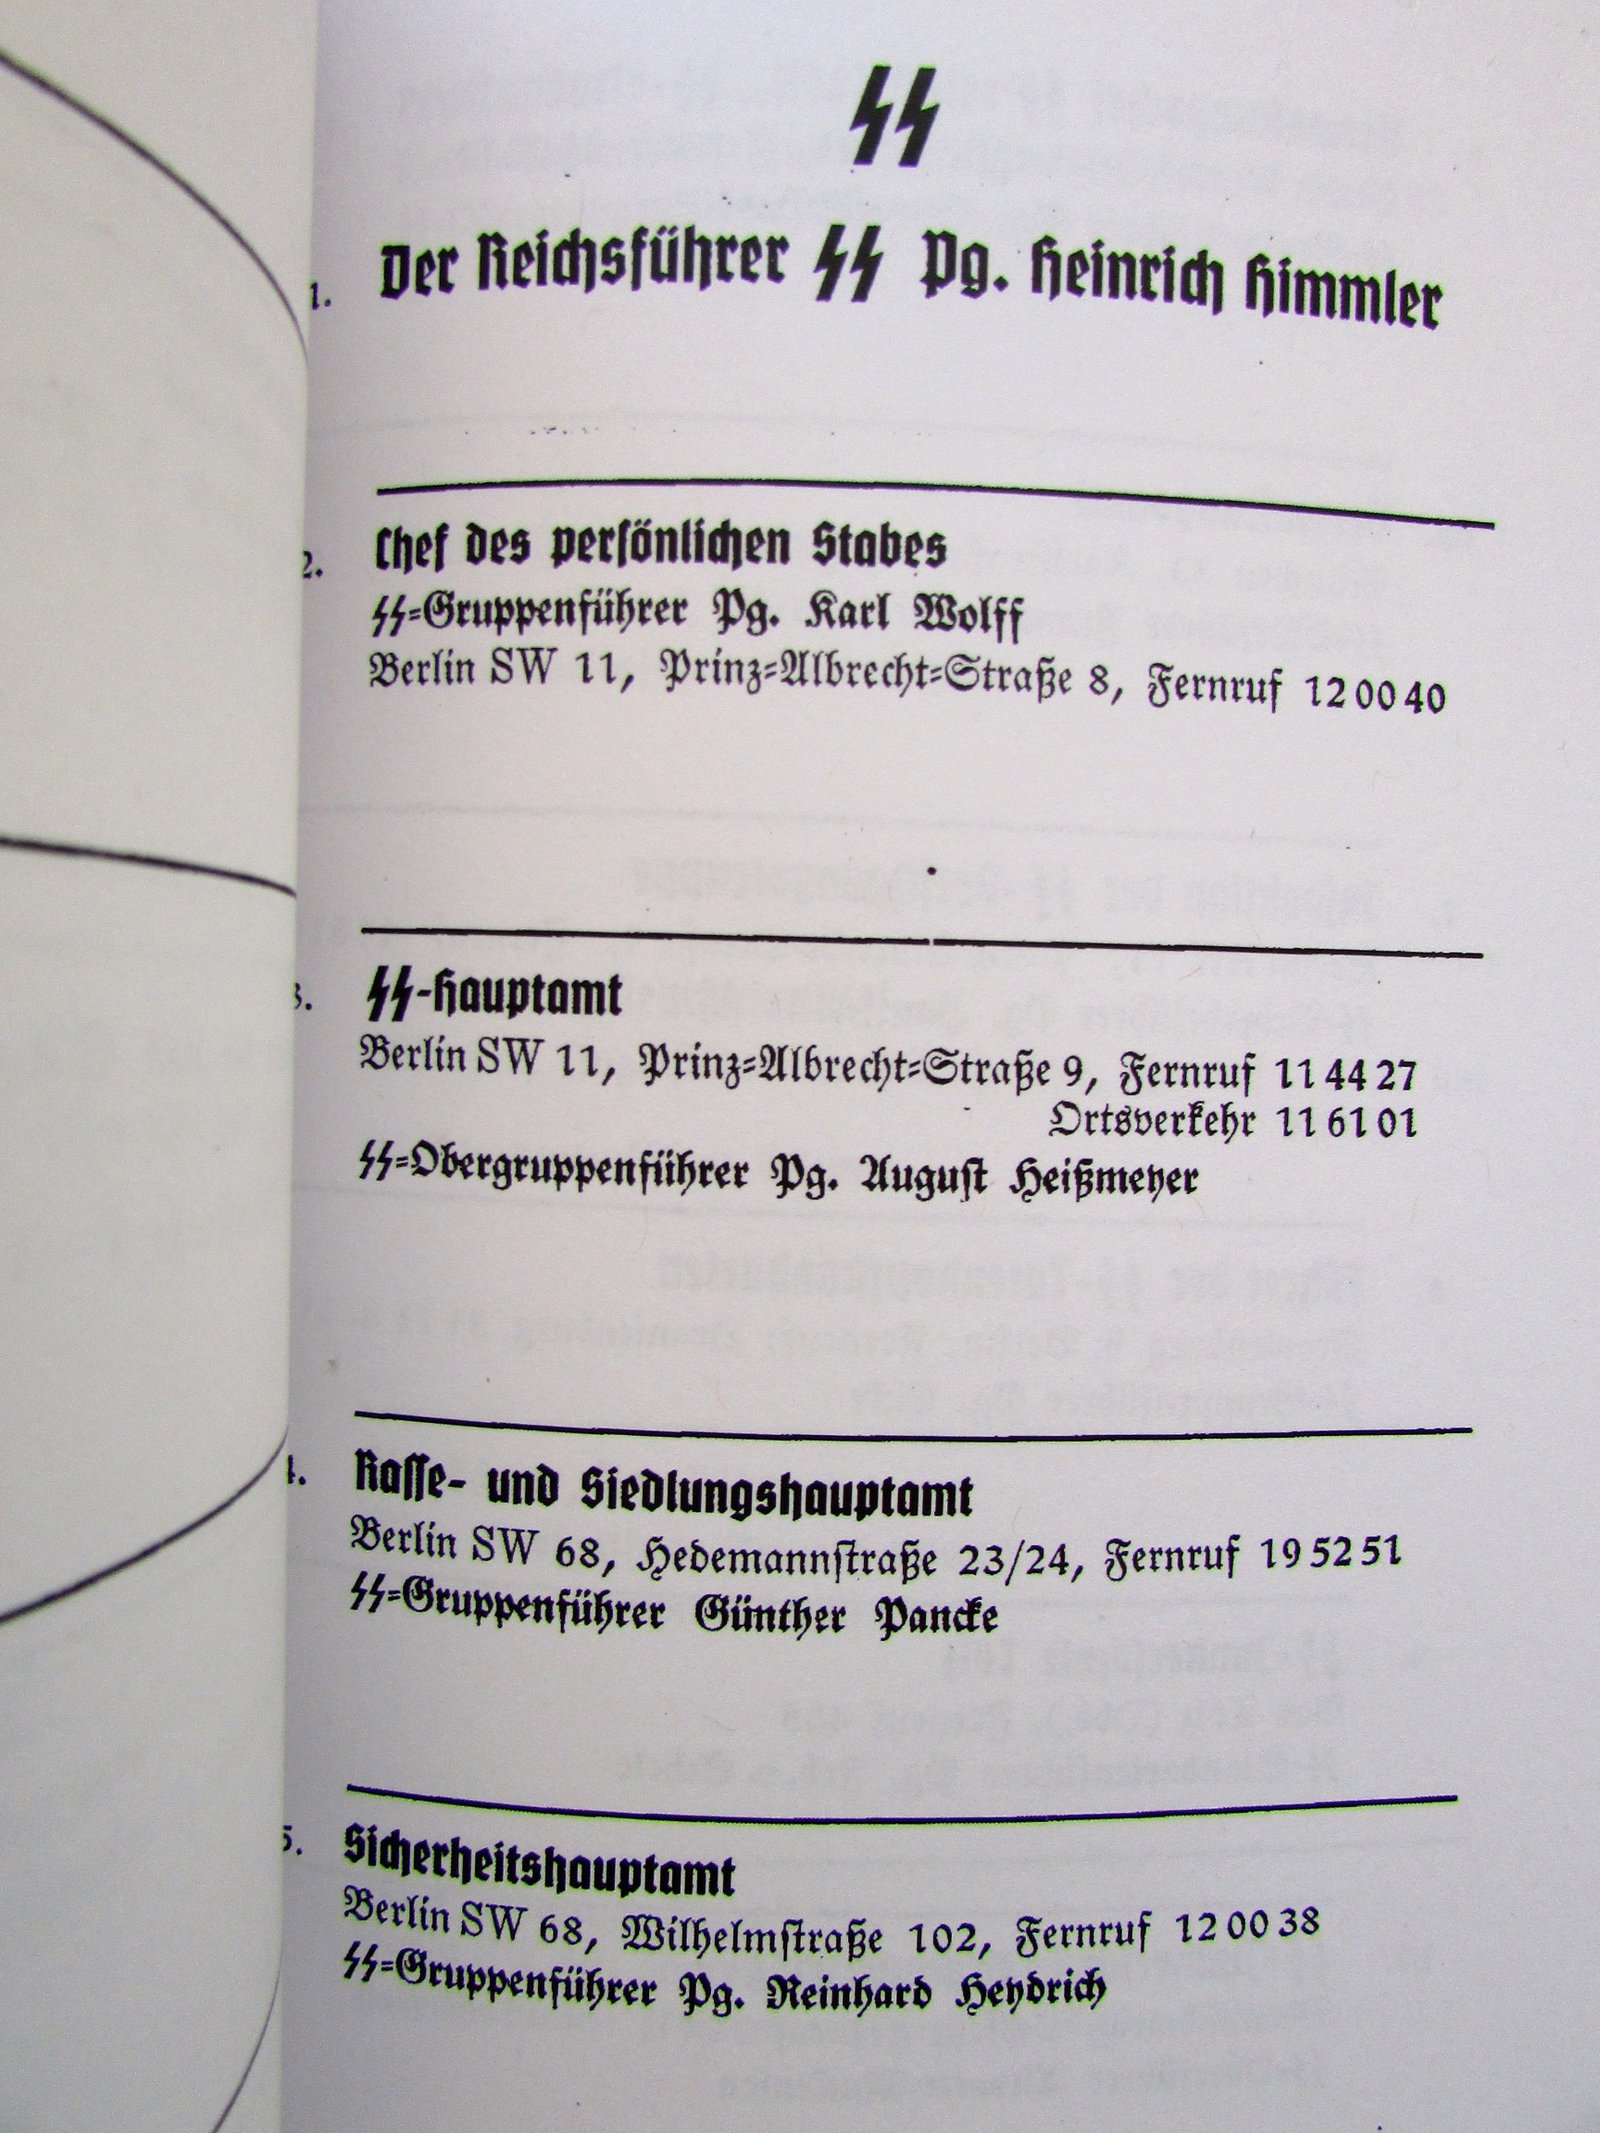 SS
1. Der Reichsführer SS Pg. Heinrich Himmler
2. Chef des persönlichen Stabes
SS-Gruppenführer Pg. Karl Wolff
Berlin SW 11, Prinz-Albrecht-Straße 8, Fernruf 12 00 40
3. SS-Hauptamt
Berlin SW 11, Prinz-Albrecht-Straße 9, Fernruf 11 44 27
Ortsverkehr 11 61 01
SS-Obergruppenführer Pg. August Heißmeyer
4. Rasse- und Siedlungshauptamt
Berlin SW 68, Hedemannstraße 23/24, Fernruf 19 52 51
SS-Gruppenführer Günther Pancke
5. Sicherheitshauptamt
Berlin SW 68, Wilhelmstraße 102, Fernruf 12 00 38
SS-Gruppenführer Pg. Reinhard Heydrich